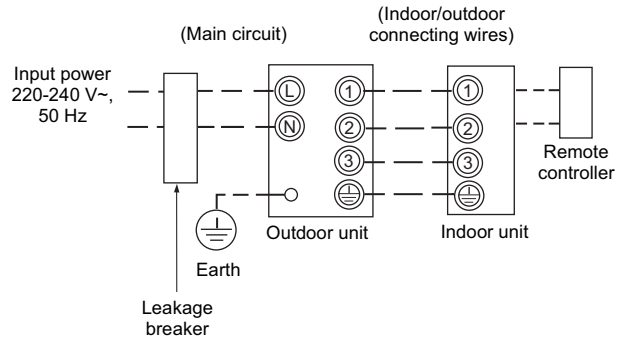 (Main circuit)
(Indoor/outdoor
connecting wires)
Input power
220-240 V~,
50 Hz
L
N
1
2
3
1
2
3
Remote
controller
Outdoor unit
Indoor unit
Earth
Leakage
breaker